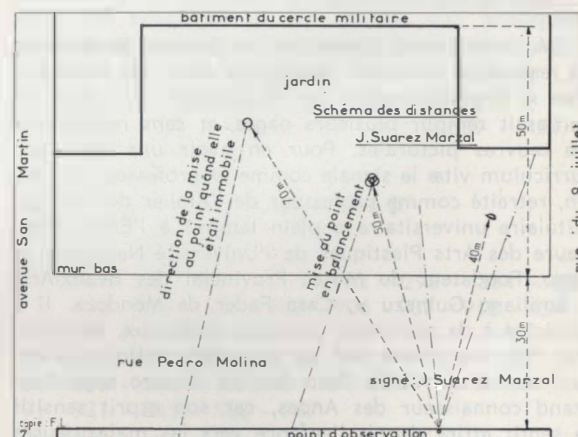 bâtiment du cercle militaire
jardin
Schéma des distances
J. Suarez Marzal
avenue San Martin
direction de la mise
au point quand elle
était immobile
mise au point
en balancement
70m
40m
50m
30m
mur bas
rue Pedro Molina
signé: J. Suarez Marzal
copie: F.L.
7
point d'observation